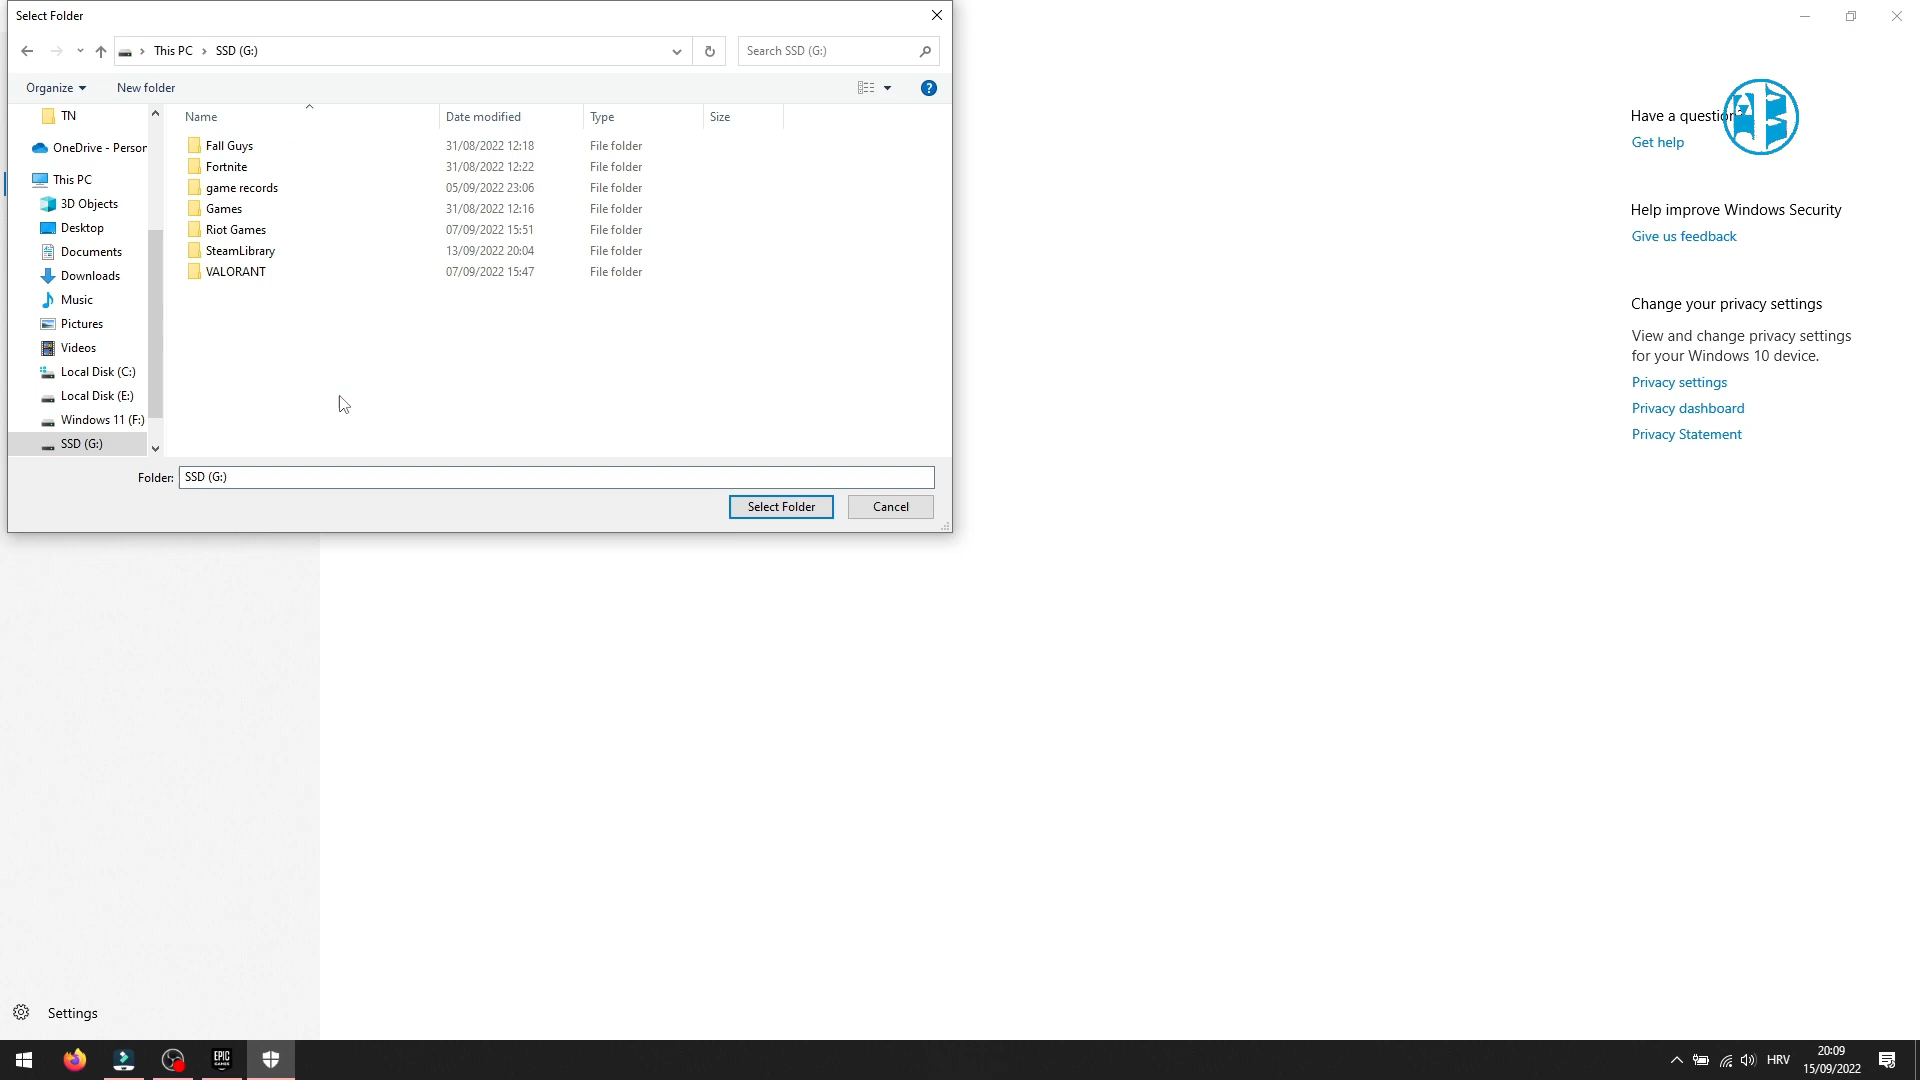 Select Folder
This PC
SSD (G:)
Search SSD (G:)
Organize
New folder
?
TN
OneDrive - Person
This PC
3D Objects
Desktop
Documents
Downloads
Music
Pictures
Videos
Local Disk (C:)
Local Disk (E:)
Windows 11 (F:)
SSD (G:)
Name
Date modified
Type
Size
Fall Guys 31/08/2022 12:18 File folder
Fortnite 31/08/2022 12:22 File folder
game records 05/09/2022 23:06 File folder
Games 31/08/2022 12:16 File folder
Riot Games 07/09/2022 15:51 File folder
SteamLibrary 13/09/2022 20:04 File folder
VALORANT 07/09/2022 15:47 File folder
Folder: SSD (G:)
Select Folder
Cancel
Have a question
Get help
Help improve Windows Security
Give us feedback
Change your privacy settings
View and change privacy settings
for your Windows 10 device.
Privacy settings
Privacy dashboard
Privacy Statement
Settings
EPIC
GAMES
HRV
20:09
15/09/2022